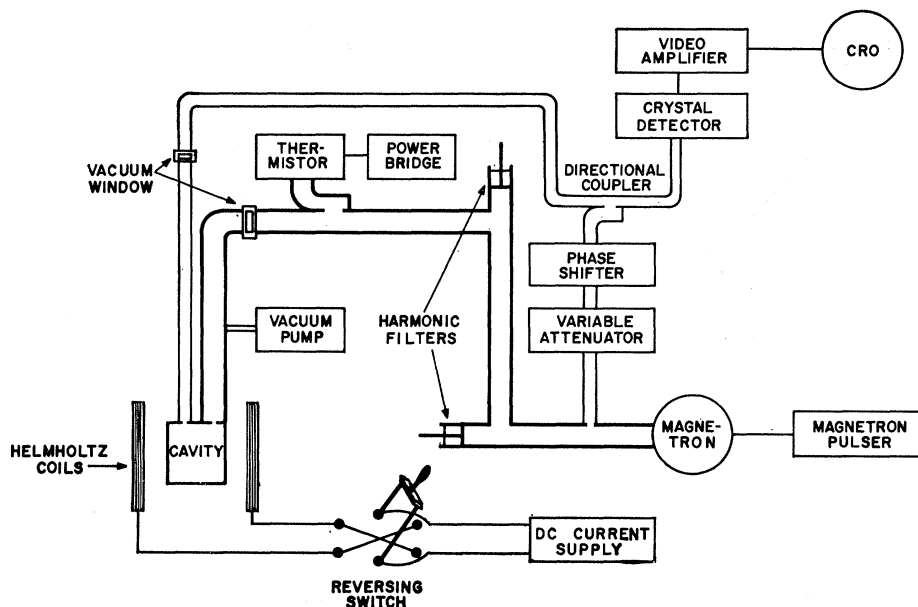 VIDEO
AMPLIFIER
CRO
CRYSTAL
DETECTOR
THER-
MISTOR
POWER
BRIDGE
VACUUM
WINDOW
DIRECTIONAL
COUPLER
PHASE
SHIFTER
VACUUM
PUMP
HARMONIC
FILTERS
VARIABLE
ATTENUATOR
HELMHOLTZ
COILS
CAVITY
MAGNE-
TRON
MAGNETRON
PULSER
DC CURRENT
SUPPLY
REVERSING
SWITCH